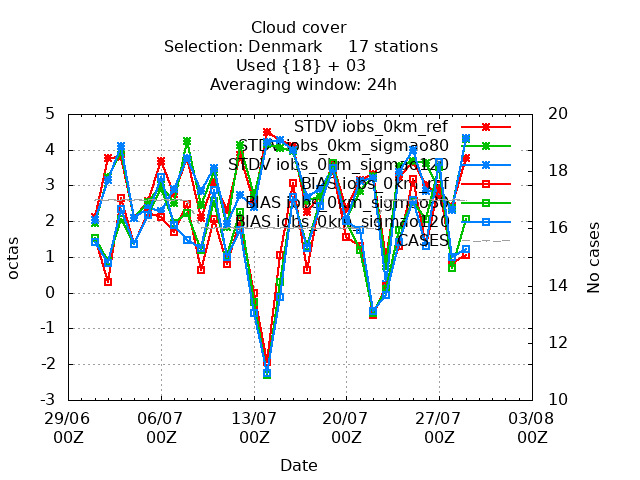 Cloud cover
Selection: Denmark 17 stations
Used {18} + 03
Averaging window: 24h
5
4
3
2
1
0
-1
-2
-3
20
18
16
14
12
10
STDV iobs_0km_ref
STDV iobs_0km_sigmao80
STDV iobs_0km_sigmao120
BIAS iobs_0km_ref
BIAS iobs_0km_sigmao80
BIAS iobs_0km_sigmao120
CASES
octas
No cases
29/06 06/07 13/07 20/07 27/07 03/08
00Z 00Z 00Z 00Z 00Z 00Z
Date